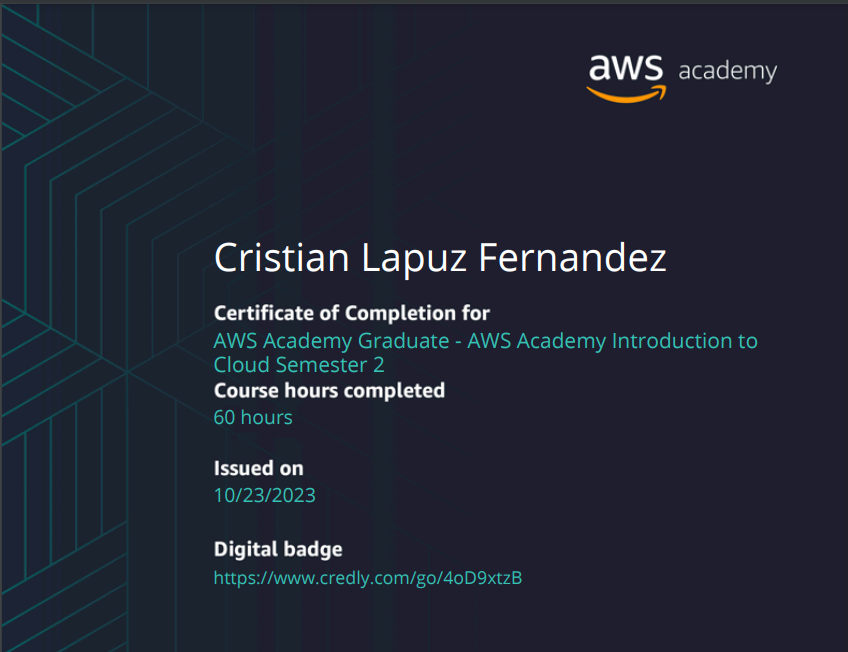 aws academy
Cristian Lapuz Fernandez
Certificate of Completion for
AWS Academy Graduate - AWS Academy Introduction to
Cloud Semester 2
Course hours completed
60 hours
Issued on
10/23/2023
Digital badge
https://www.credly.com/go/4oD9xtzB